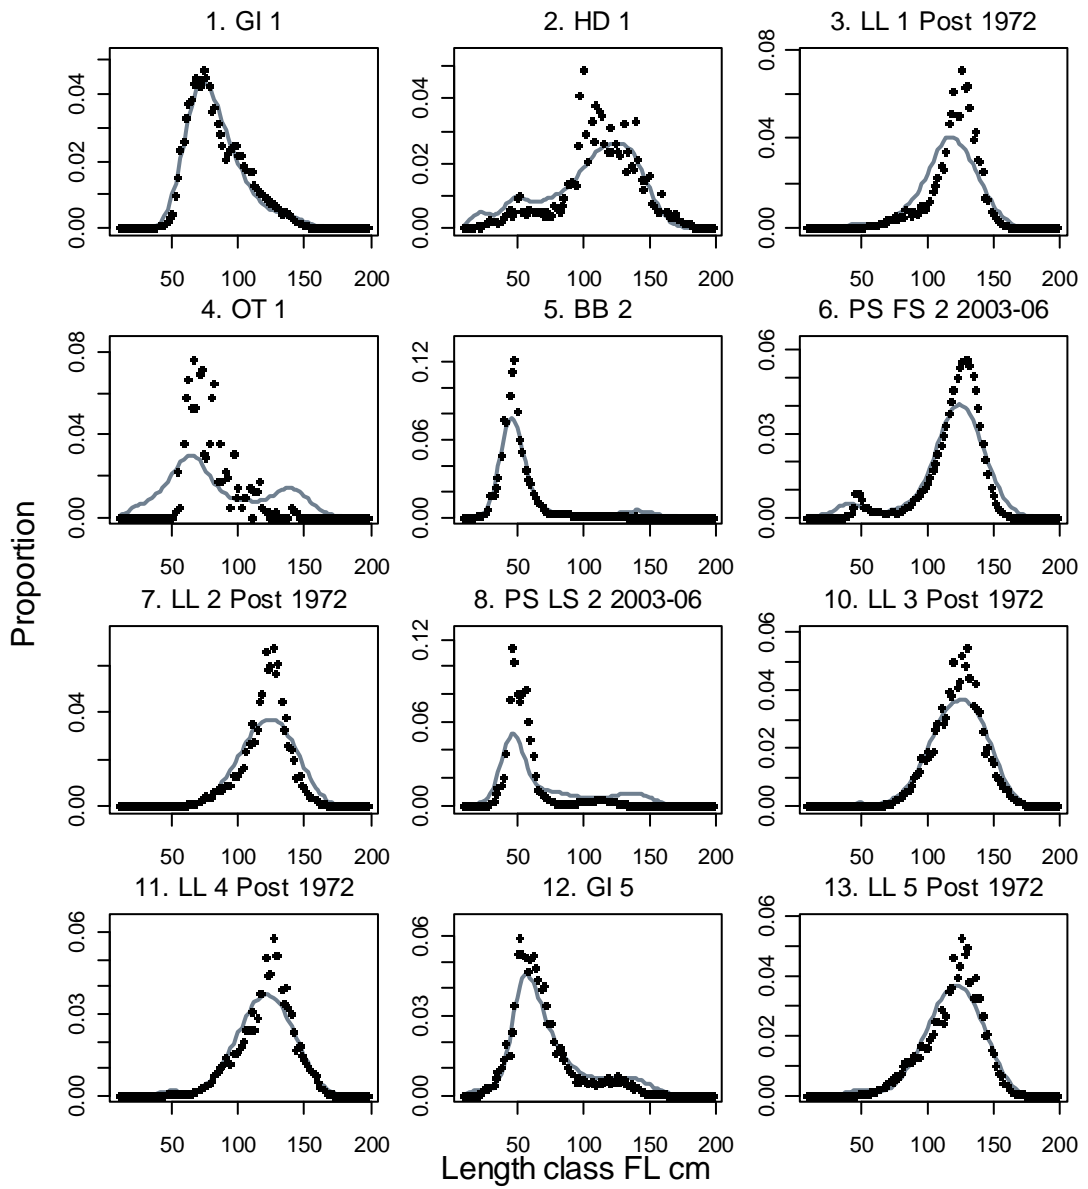 1. GI 1
2. HD 1
3. LL 1 Post 1972
0.00 0.02 0.04
0.00 0.02 0.04
0.00 0.04 0.08
50 100 150 200
50 100 150 200
50 100 150 200
4. OT 1
5. BB 2
6. PS FS 2 2003-06
0.00 0.04 0.08
0.00 0.06 0.12
0.00 0.03 0.06
50 100 150 200
50 100 150 200
50 100 150 200
Proportion
7. LL 2 Post 1972
8. PS LS 2 2003-06
10. LL 3 Post 1972
0.00 0.04
0.00 0.06 0.12
0.00 0.02 0.04 0.06
50 100 150 200
50 100 150 200
50 100 150 200
11. LL 4 Post 1972
12. GI 5
13. LL 5 Post 1972
0.00 0.03 0.06
0.00 0.03 0.06
0.00 0.02 0.04 0.06
50 100 150 200
50 100 150 200
50 100 150 200
Length class FL cm